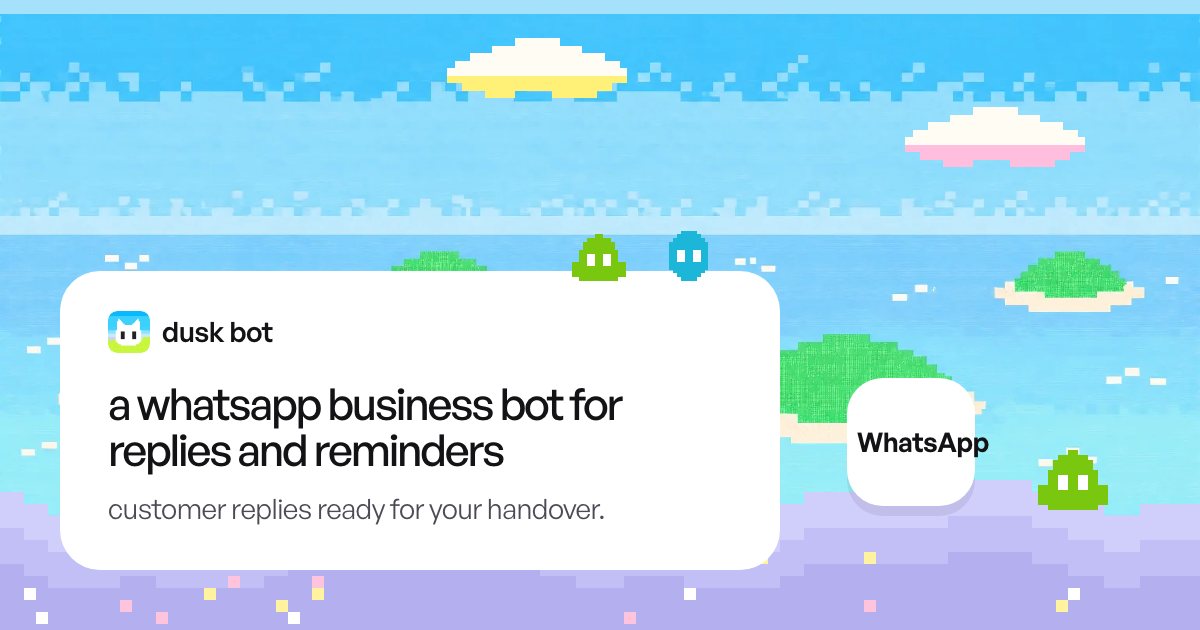 dusk bot
a whatsapp business bot for
replies and reminders
customer replies ready for your handover.
WhatsApp